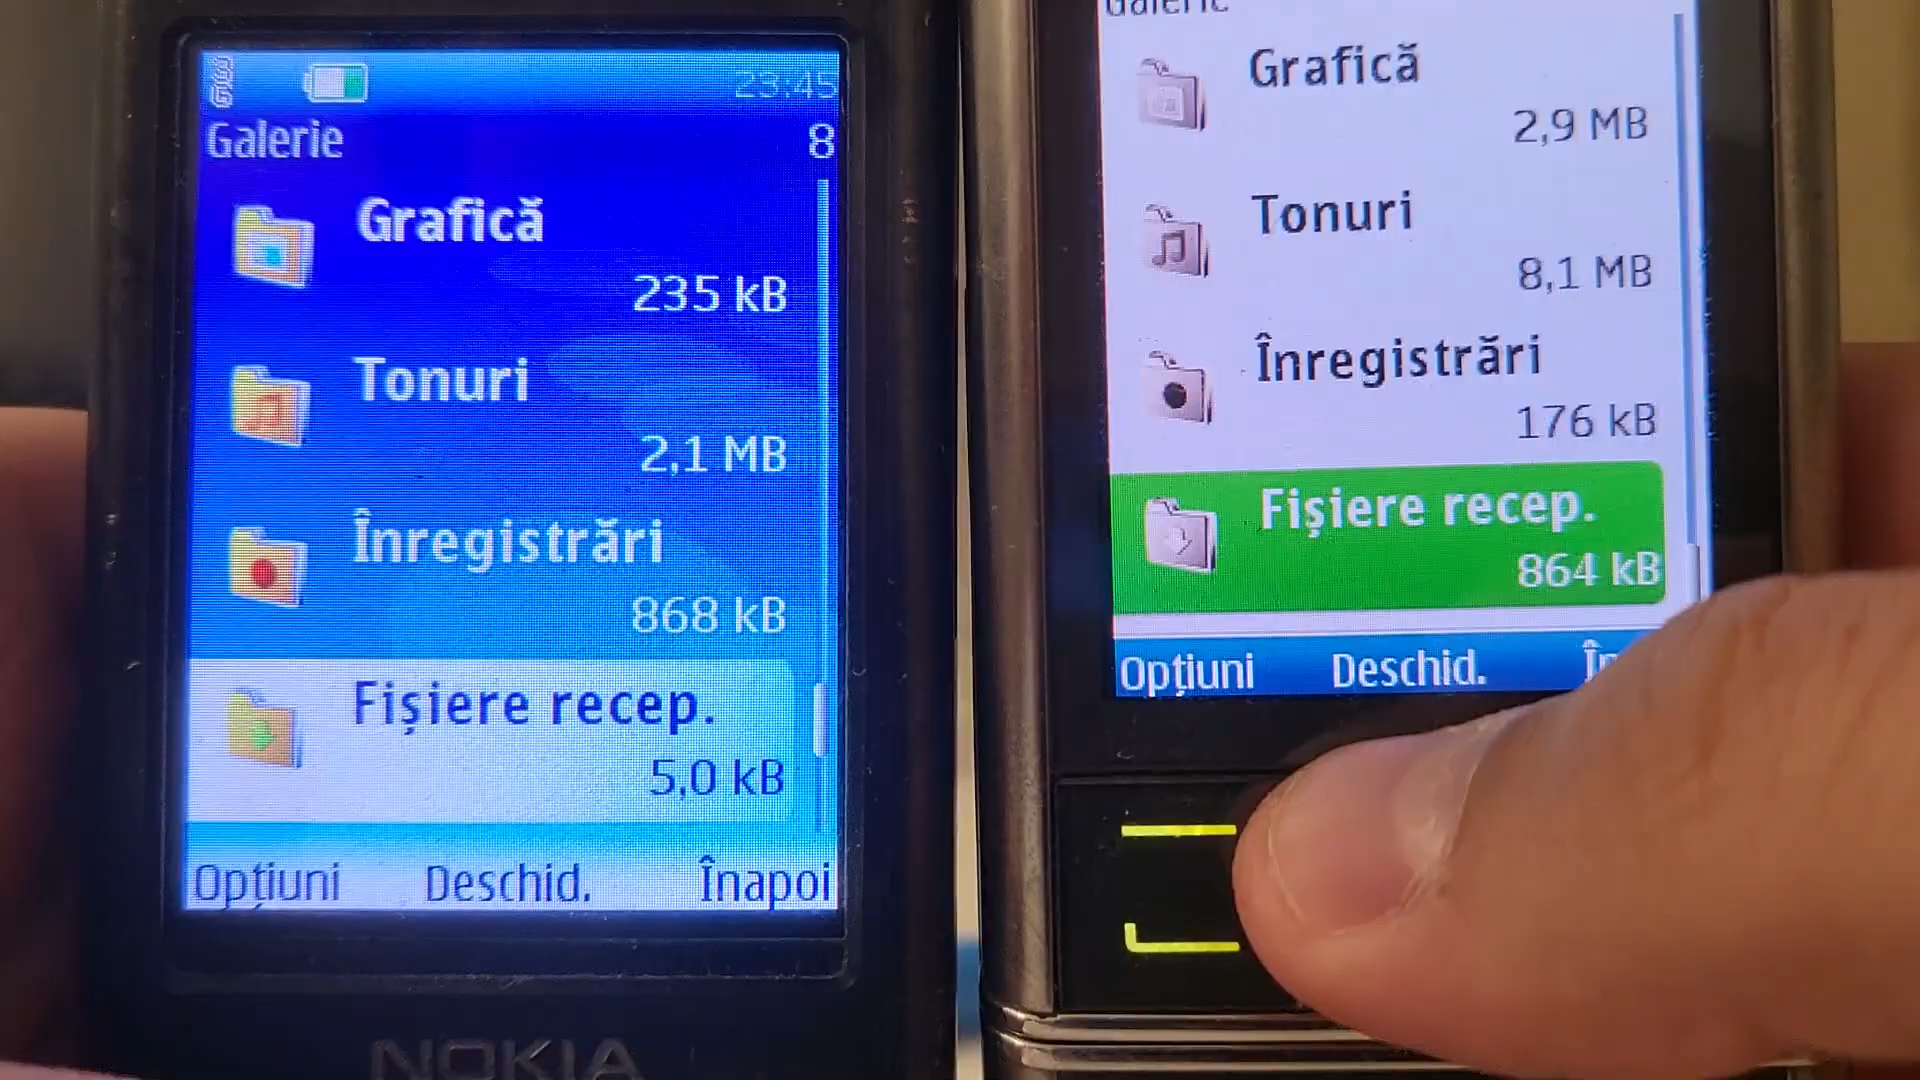 23:45
Galerie 8
Grafică
235 kB
Tonuri
2,1 MB
Înregistrări
868 kB
Fișiere recep.
5,0 kB
Opțiuni Deschid. Înapoi
NOKIA
Galerie
Grafică
2,9 MB
Tonuri
8,1 MB
Înregistrări
176 kB
Fișiere recep.
864 kB
Opțiuni Deschid.